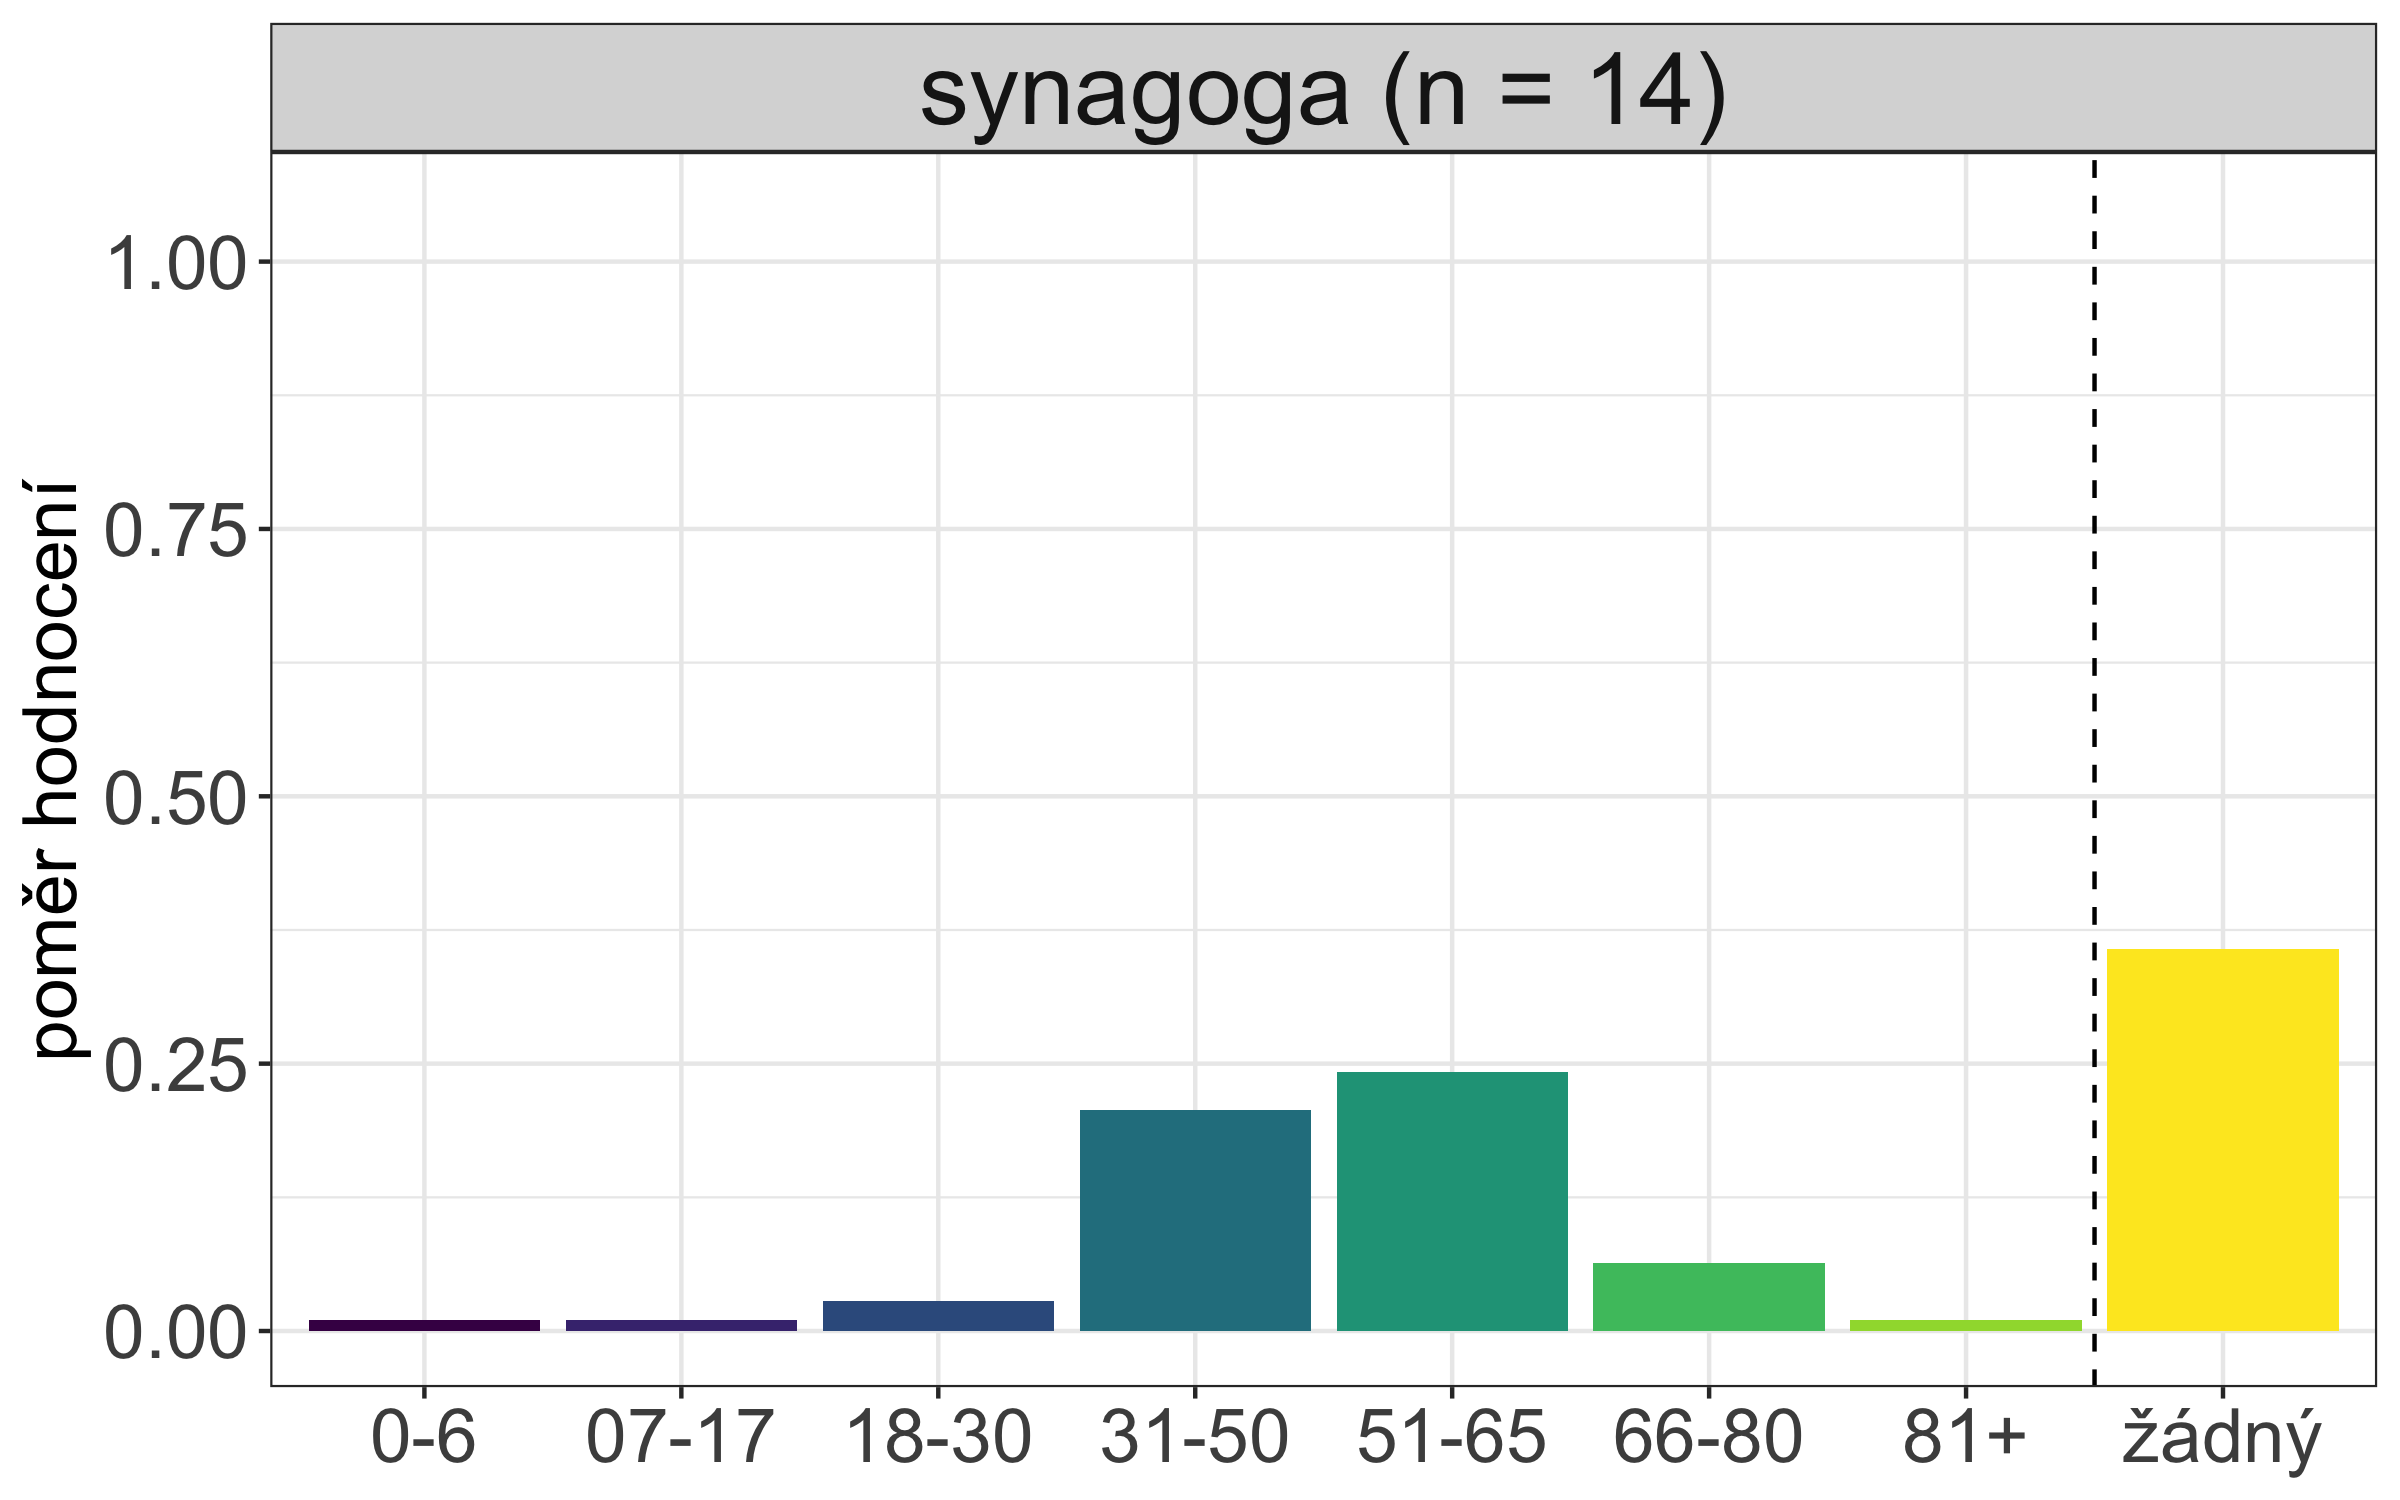 synagoga (n = 14)
poměr hodnocení
1.00
0.75
0.50
0.25
0.00
0-6 07-17 18-30 31-50 51-65 66-80 81+ žádný